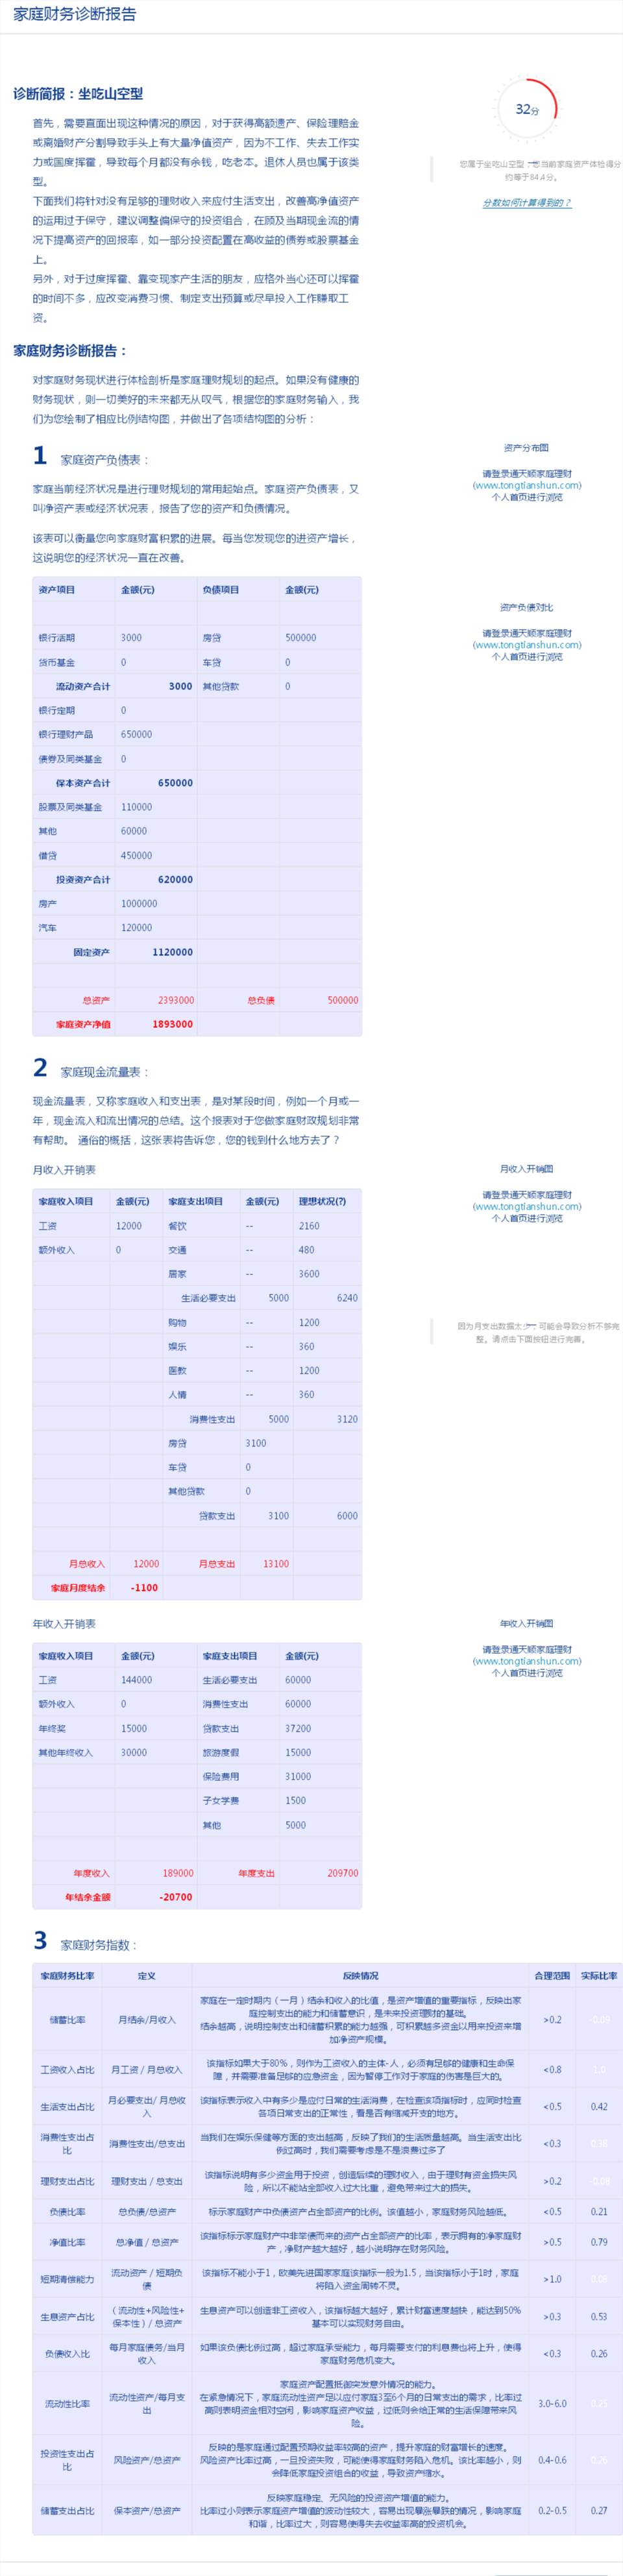 家庭财务诊断报告
诊断简报：坐吃山空型
首先，需要直面出现这种情况的原因，对于获得高额遗产、保险理赔金
或离婚财产分割导致手头上有大量净值资产，因为不工作、失去工作实
力或固度挥霍，导致每个月都没有余钱，吃老本。退休人员也属于该类
型。
下面我们将针对没有足够的理财收入来应付生活支出，改善高净值资产
的运用过于保守，建议调整偏保守的投资组合，在顾及当期现金流的情
况下提高资产的回报率，如一部分投资配置在高收益的债券或股票基金
上。
另外，对于过度挥霍、靠变现家产生活的朋友，应格外当心还可以挥霍
的时间不多，应改变消费习惯、制定支出预算或尽早投入工作赚取工
资。
32分
您属于坐吃山空型，您当前家庭资产体检得分
约等于84.4分。
分数如何计算得到的？
家庭财务诊断报告：
对家庭财务现状进行体检剖析是家庭理财规划的起点。如果没有健康的
财务现状，则一切美好的未来都无从叹气，根据您的家庭财务输入，我
们为您绘制了相应比例结构图，并做出了各项结构图的分析：
1 家庭资产负债表：
家庭当前经济状况是进行理财规划的常用起始点。家庭资产负债表，又
叫净资产表或经济状况表，报告了您的资产和负债情况。
该表可以衡量您向家庭财富积累的进展。每当您发现您的进资产增长，
这说明您的经济状况一直在改善。
资产分布图
请登录通天顺家庭理财
(www.tongtianshun.com)
个人首页进行浏览
资产项目 金额(元) 负债项目 金额(元)
银行活期 3000 房贷 500000
货币基金 0 车贷 0
流动资产合计 3000 其他贷款 0
银行定期 0
银行理财产品 650000
债券及同类基金 0
保本资产合计 650000
股票及同类基金 110000
其他 60000
借贷 450000
投资资产合计 620000
房产 1000000
汽车 120000
固定资产 1120000
总资产 2393000 总负债 500000
家庭资产净值 1893000
资产负债对比
请登录通天顺家庭理财
(www.tongtianshun.com)
个人首页进行浏览
2 家庭现金流量表：
现金流量表，又称家庭收入和支出表，是对某段时间，例如一个月或一
年，现金流入和流出情况的总结。这个报表对于您做家庭财政规划非常
有帮助。 通俗的概括，这张表将告诉您，您的钱到什么地方去了？
月收入开销表
家庭收入项目 金额(元) 家庭支出项目 金额(元) 理想状况(?)
工资 12000 餐饮 -- 2160
额外收入 0 交通 -- 480
居家 -- 3600
生活必要支出 5000 6240
购物 -- 1200
娱乐 -- 360
医教 -- 1200
人情 -- 360
消费性支出 5000 3120
房贷 3100
车贷 0
其他贷款 0
贷款支出 3100 6000
月总收入 12000 月总支出 13100
家庭月度结余 -1100
月收入开销图
请登录通天顺家庭理财
(www.tongtianshun.com)
个人首页进行浏览
因为月支出数据太少，可能会导致分析不够完
整。请点击下面按钮进行完善。
年收入开销表
家庭收入项目 金额(元) 家庭支出项目 金额(元)
工资 144000 生活必要支出 60000
额外收入 0 消费性支出 60000
年终奖 15000 贷款支出 37200
其他年终收入 30000 旅游度假 15000
保险费用 31000
子女学费 1500
其他 5000
年度收入 189000 年度支出 209700
年结余金额 -20700
年收入开销图
请登录通天顺家庭理财
(www.tongtianshun.com)
个人首页进行浏览
3 家庭财务指数：
家庭财务比率 定义 反映情况 合理范围 实际比率
储蓄比率 月结余/月收入 家庭在一定时期内（一月）结余和收入的比值，是资产增值的重要指标，反映出家
庭控制支出的能力和储蓄意识，是未来投资理财的基础。
结余越高，说明控制支出和储蓄积累的能力越强，可积累越多资金以用来投资来增
加净资产规模。 >0.2 -0.09
工资收入占比 月工资 / 月总收入 该指标如果大于80%，则作为工资收入的主体-人，必须有足够的健康和生命保
障，并需要准备足够的应急资金，因为暂停工作对于家庭的伤害是巨大的。 <0.8 1.0
生活支出占比 月必要支出/ 月总收
入 该指标表示收入中有多少是应付日常的生活消费，在检查该项指标时，应同时检查
各项日常支出的正常性，看是否有缩减开支的地方。 <0.5 0.42
消费性支出占
比 消费性支出/总支出 当我们在娱乐保健等方面的支出越高，反映了我们的生活质量越高。当生活支出比
例过高时，我们需要考虑是不是浪费过多了 <0.3 0.38
理财支出占比 理财支出 / 总支出 该指标说明有多少资金用于投资，创造后续的理财收入，由于理财有资金损失风
险，所以不能站全部收入过大比重，避免带来过大的损失。 >0.2 -0.08
负债比率 总负债/总资产 标示家庭财产中负债资产占全部资产的比例。该值越小，家庭财务风险越低。 <0.5 0.21
净值比率 总净值 / 总资产 该指标标示家庭财产中非举债而来的资产占全部资产的比率，表示拥有的净家庭财
产，净财产越大越好，越小说明存在财务风险。 >0.5 0.79
短期清偿能力 流动资产 / 短期负
债 该指标不能小于1，欧美先进国家家庭该指标一般为1.5，当该指标小于1时，家庭
将陷入资金周转不灵。 >1.0 0.08
生息资产占比 （流动性+风险性+
保本性）/ 总资产 生息资产可以创造非工资收入，该指标越大越好，累计财富速度越快，能达到50%
基本可以实现财务自由。 >0.3 0.53
负债收入比 每月家庭债务/当月
收入 如果该负债比例过高，超过家庭承受能力，每月需要支付的利息费也将上升，使得
家庭财务危机变大。 <0.3 0.26
流动性比率 流动性资产/每月支
出 家庭资产配置抵御突发意外情况的能力。
在紧急情况下，家庭流动性资产足以应付家庭3至6个月的日常支出的需求，比率过
高则表明资金相对空闲，影响家庭资产收益，过低则会给正常的生活保障带来风
险。 3.0-6.0 0.23
投资性支出占
比 风险资产/总资产 反映的是家庭通过配置预期收益率较高的资产，提升家庭的财富增长的速度。
风险资产比率过高，一旦投资失败，可能使得家庭财务陷入危机。该比率越小，则
会降低家庭投资组合的收益，导致资产缩水。 0.4-0.6 0.26
储蓄支出占比 保本资产/总资产 反映家庭稳定、无风险的投资资产增值的能力。
比率过小则表示家庭资产增值的波动性较大，容易出现暴涨暴跌的情况，影响家庭
和谐，比率过大，则容易使得失去收益率高的投资机会。 0.2-0.5 0.27